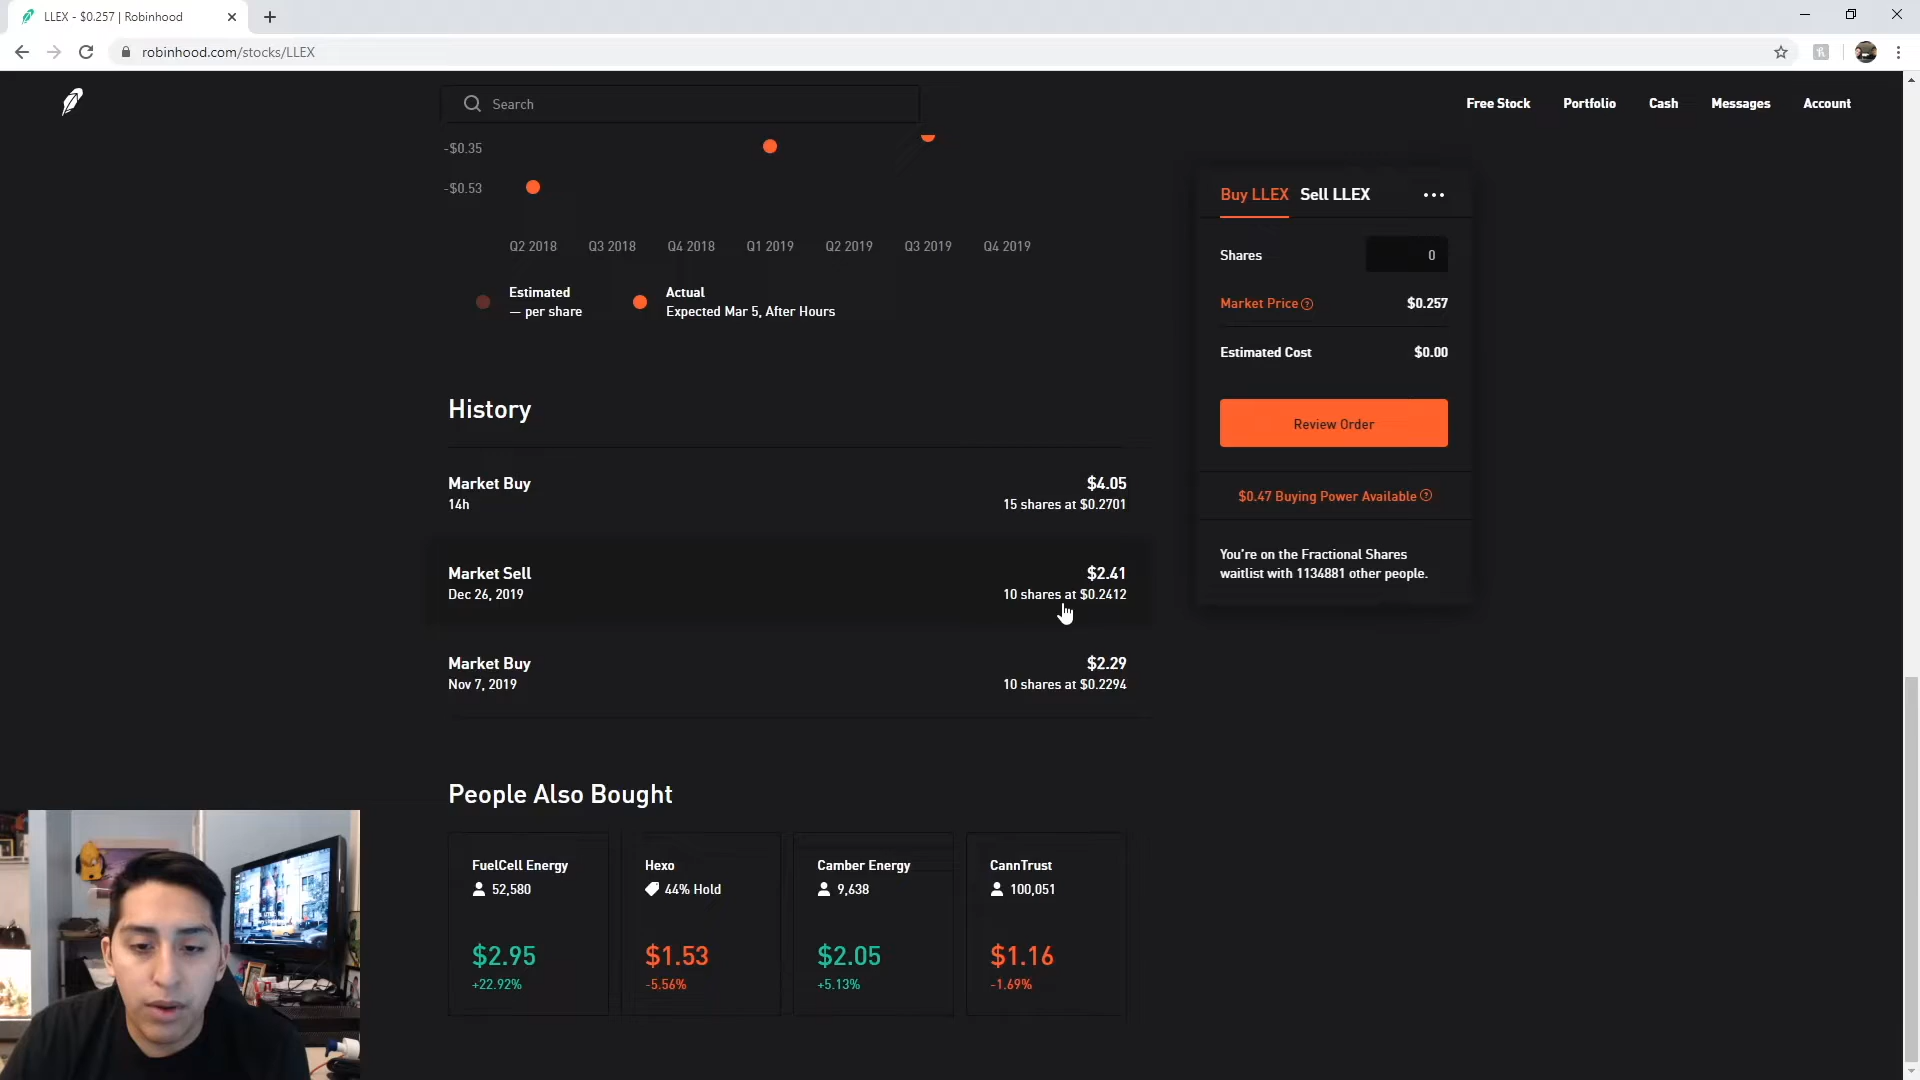 LLEX - $0.257 | Robinhood
robinhood.com/stocks/LLEX
Search
Free Stock
Portfolio
Cash
Messages
Account
-$0.35
-$0.53
Q2 2018
Q3 2018
Q4 2018
Q1 2019
Q2 2019
Q3 2019
Q4 2019
Estimated
— per share
Actual
Expected Mar 5, After Hours
Buy LLEX
Sell LLEX
Shares
0
Market Price
$0.257
Estimated Cost
$0.00
Review Order
$0.47 Buying Power Available
You're on the Fractional Shares
waitlist with 1134881 other people.
History
Market Buy
$4.05
14h
15 shares at $0.2701
Market Sell
$2.41
Dec 26, 2019
10 shares at $0.2412
Market Buy
$2.29
Nov 7, 2019
10 shares at $0.2294
People Also Bought
FuelCell Energy
52,580
$2.95
+22.92%
Hexo
44% Hold
$1.53
-5.56%
Camber Energy
9,638
$2.05
+5.13%
CannTrust
100,051
$1.16
-1.69%